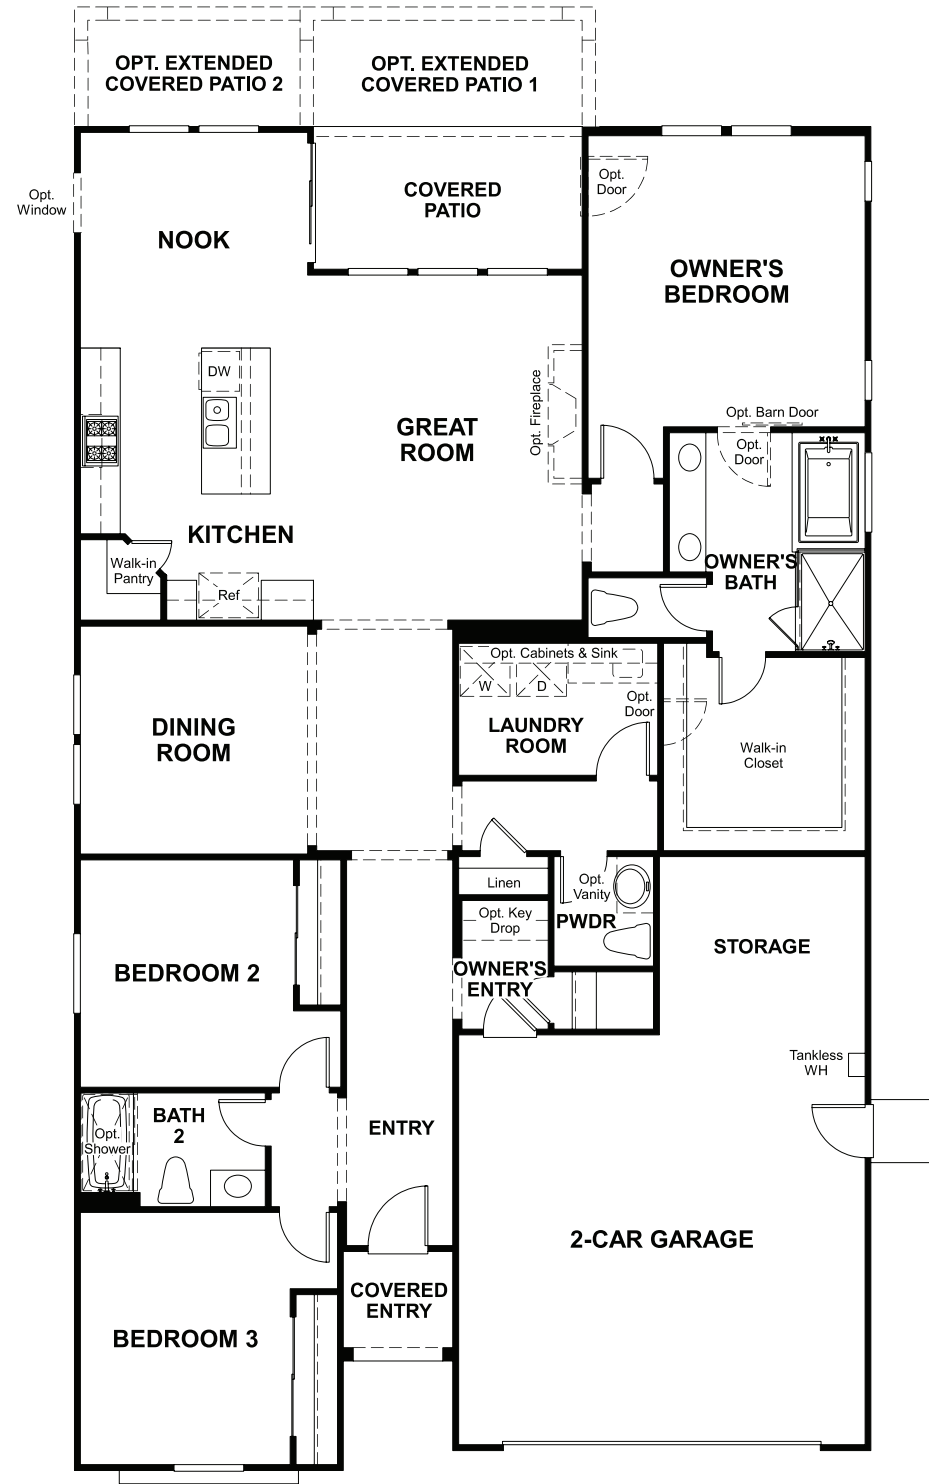 OPT. EXTENDED
COVERED PATIO 2
OPT. EXTENDED
COVERED PATIO 1
Opt.
Window
NOOK
COVERED
PATIO
Opt.
Door
OWNER'S
BEDROOM
DW
Opt. Fireplace
GREAT
ROOM
Opt. Barn Door
Opt.
Door
KITCHEN
Walk-in
Pantry
Ref
OWNER'S
BATH
Opt. Cabinets & Sink
W
D
Opt.
Door
LAUNDRY
ROOM
DINING
ROOM
Walk-in
Closet
Linen
Opt.
Vanity
PWDR
Opt. Key
Drop
OWNER'S
ENTRY
STORAGE
BEDROOM 2
Tankless
WH
BATH
2
Opt.
Shower
ENTRY
2-CAR GARAGE
COVERED
ENTRY
BEDROOM 3